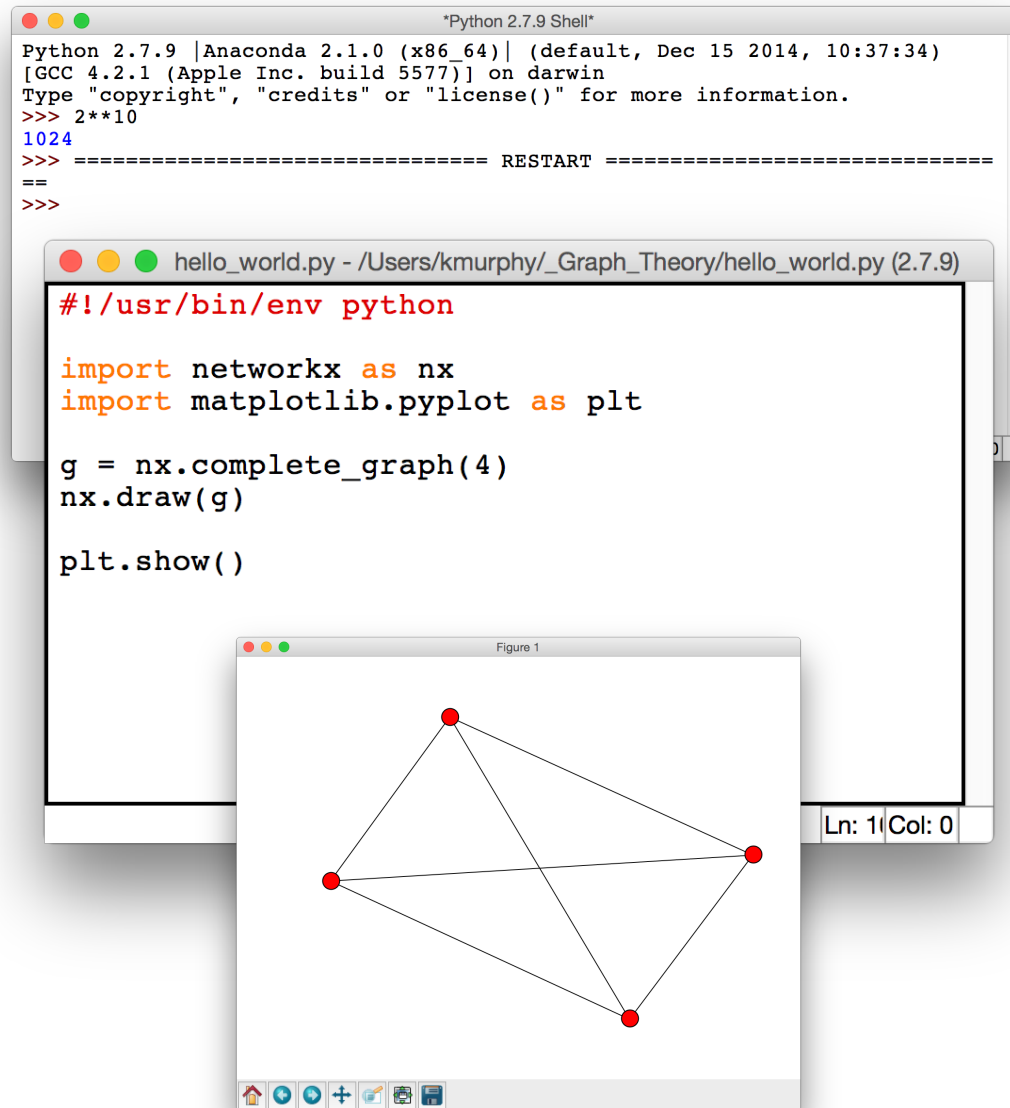 *Python 2.7.9 Shell*
Python 2.7.9 |Anaconda 2.1.0 (x86_64)| (default, Dec 15 2014, 10:37:34)
[GCC 4.2.1 (Apple Inc. build 5577)] on darwin
Type "copyright", "credits" or "license()" for more information.
>>> 2**10
1024
>>> ================================ RESTART ==============================
==
>>>
hello_world.py - /Users/kmurphy/_Graph_Theory/hello_world.py (2.7.9)
#!/usr/bin/env python
import networkx as nx
import matplotlib.pyplot as plt
g = nx.complete_graph(4)
nx.draw(g)
plt.show()
Ln: Col: 0
Figure 1